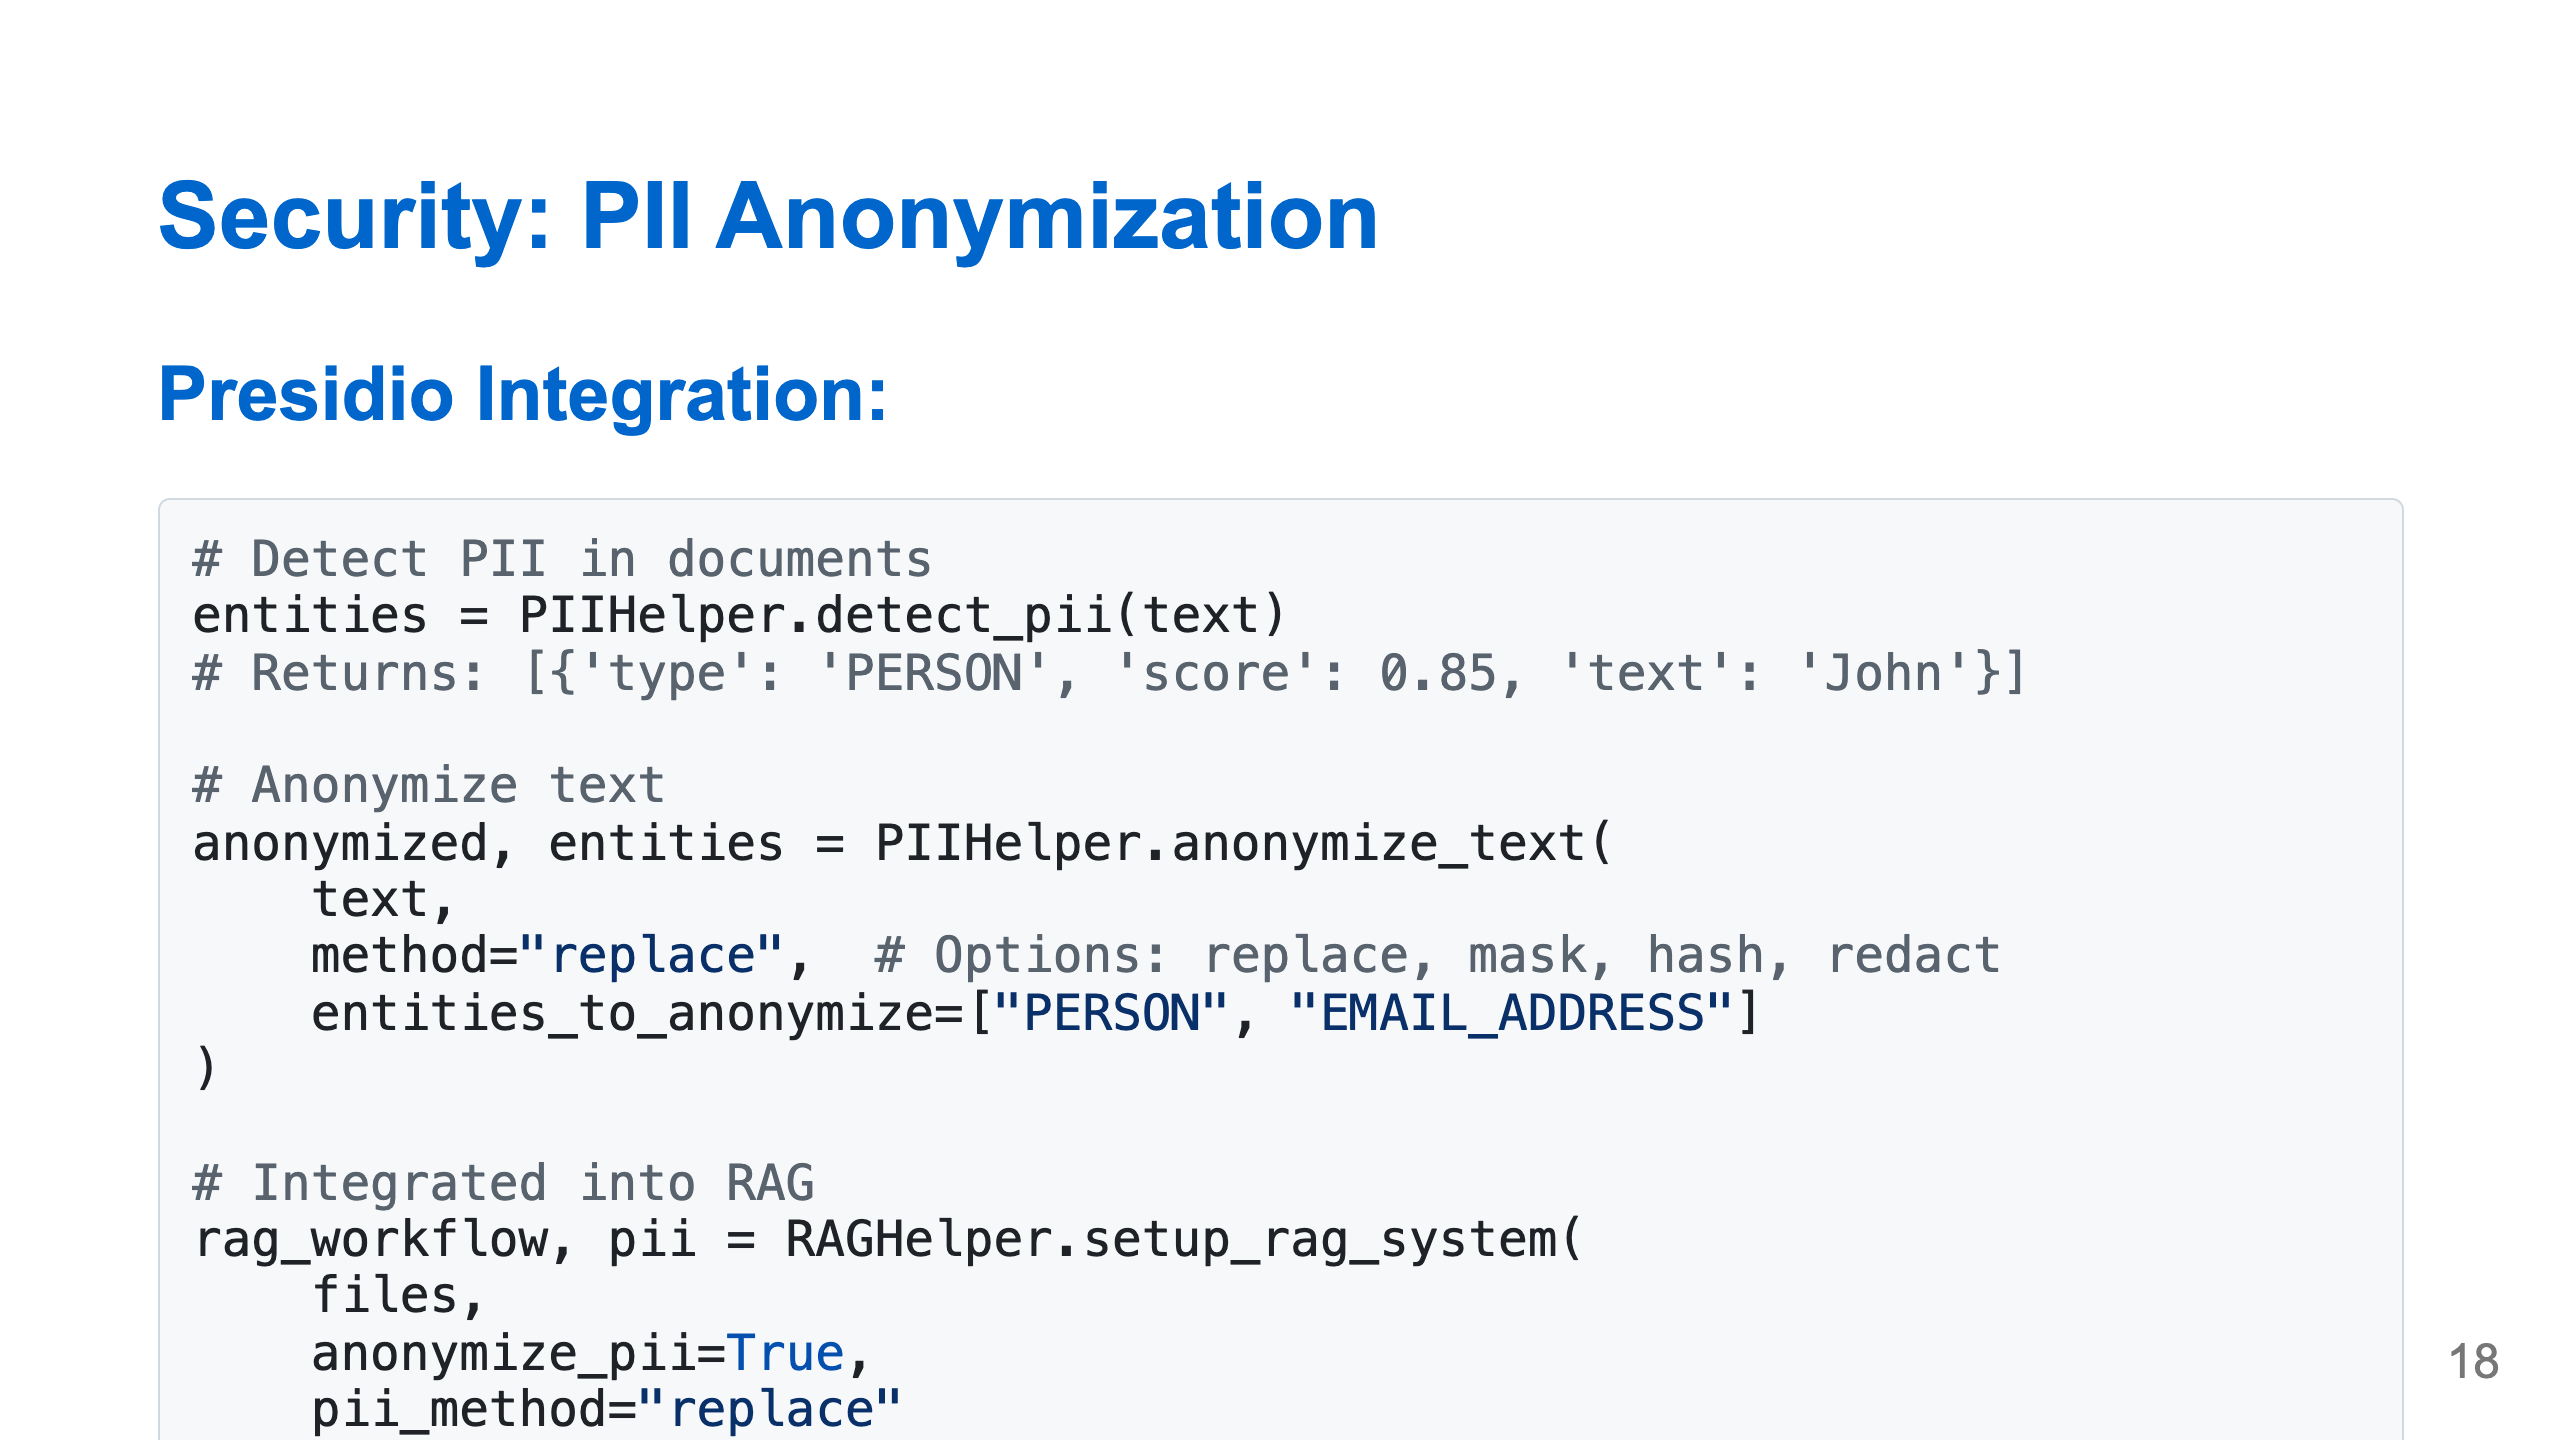 Security: PII Anonymization
Presidio Integration:
# Detect PII in documents
entities = PIIHelper.detect_pii(text)
# Returns: [{'type': 'PERSON', 'score': 0.85, 'text': 'John'}]

# Anonymize text
anonymized, entities = PIIHelper.anonymize_text(
    text,
    method="replace",  # Options: replace, mask, hash, redact
    entities_to_anonymize=["PERSON", "EMAIL_ADDRESS"]
)

# Integrated into RAG
rag_workflow, pii = RAGHelper.setup_rag_system(
    files,
    anonymize_pii=True,
    pii_method="replace"
18